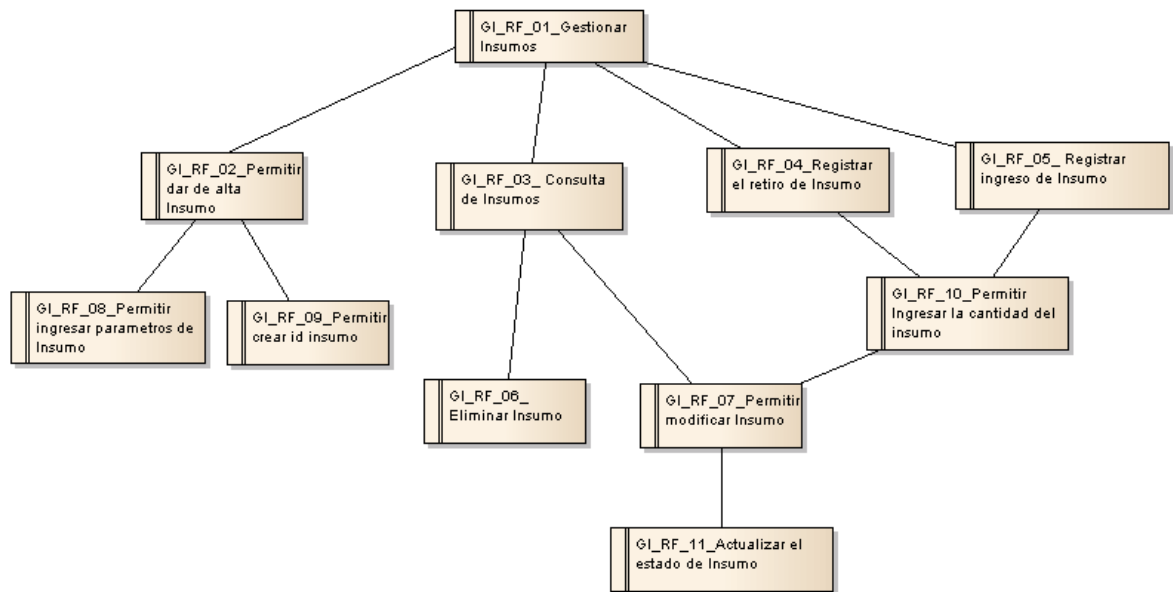 GI_RF_01_Gestionar
Insumos
GI_RF_02_Permitir
dar de alta
Insumo
GI_RF_03_ Consulta
de Insumos
GI_RF_04_Registrar
el retiro de Insumo
GI_RF_05_ Registrar
ingreso de Insumo
GI_RF_08_Permitir
ingresar parametros de
Insumo
GI_RF_09_Permitir
crear id insumo
GI_RF_10_Permitir
Ingresar la cantidad del
insumo
GI_RF_06_
Eliminar Insumo
GI_RF_07_Permitir
modificar Insumo
GI_RF_11_Actualizar el
estado de Insumo